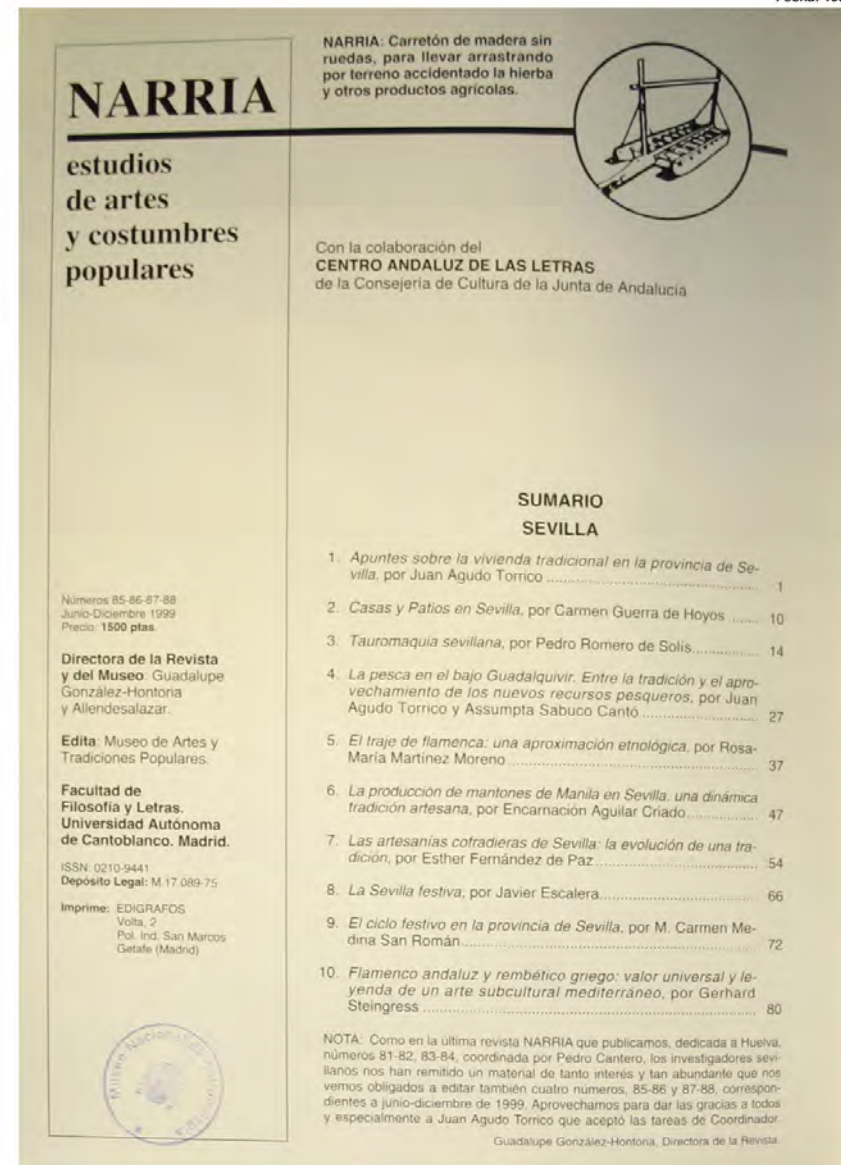 NARRIA
estudios
de artes
y costumbres
populares
NARRIA: Carretón de madera sin
ruedas, para llevar arrastrando
por terreno accidentado la hierba
y otros productos agrícolas.
Con la colaboración del
CENTRO ANDALUZ DE LAS LETRAS
de la Consejería de Cultura de la Junta de Andalucía
Números 85-86-87-88
Junio-Diciembre 1999
Precio: 1500 ptas.
Directora de la Revista
y del Museo: Guadalupe
González-Hontoria
y Allendesalazar.
Edita: Museo de Artes y
Tradiciones Populares.
Facultad de
Filosofía y Letras.
Universidad Autónoma
de Cantoblanco. Madrid.
ISSN: 0210-9441
Depósito Legal: M.17.089-75
Imprime: EDIGRAFOS
Volta, 2
Pol. Ind. San Marcos
Getafe (Madrid)
SUMARIO
SEVILLA
1. Apuntes sobre la vivienda tradicional en la provincia de Se-
villa, por Juan Agudo Torrico ........ 1
2. Casas y Patios en Sevilla, por Carmen Guerra de Hoyos ........ 10
3. Tauromaquia sevillana, por Pedro Romero de Solís ........ 14
4. La pesca en el bajo Guadalquivir. Entre la tradición y el apro-
vechamiento de los nuevos recursos pesqueros, por Juan
Agudo Torrico y Assumpta Sabuco Cantó ........ 27
5. El traje de flamenca: una aproximación etnológica, por Rosa-
María Martínez Moreno ........ 37
6. La producción de mantones de Manila en Sevilla, una dinámica
tradición artesana, por Encarnación Aguilar Criado ........ 47
7. Las artesanías cofradieras de Sevilla: la evolución de una tra-
dición, por Esther Fernández de Paz ........ 54
8. La Sevilla festiva, por Javier Escalera ........ 66
9. El ciclo festivo en la provincia de Sevilla, por M. Carmen Me-
dina San Román ........ 72
10. Flamenco andaluz y rembético griego: valor universal y le-
yenda de un arte subcultural mediterráneo, por Gerhard
Steingress ........ 80
NOTA: Como en la última revista NARRIA que publicamos, dedicada a Huelva,
números 81-82, 83-84, coordinada por Pedro Cantero, los investigadores sevi-
llanos nos han remitido un material de tanto interés y tan abundante que nos
vemos obligados a editar también cuatro números, 85-86 y 87-88, correspon-
dientes a junio-diciembre de 1999. Aprovechamos para dar las gracias a todos
y especialmente a Juan Agudo Torrico que aceptó las tareas de Coordinador.
Guadalupe González-Hontoria, Directora de la Revista.